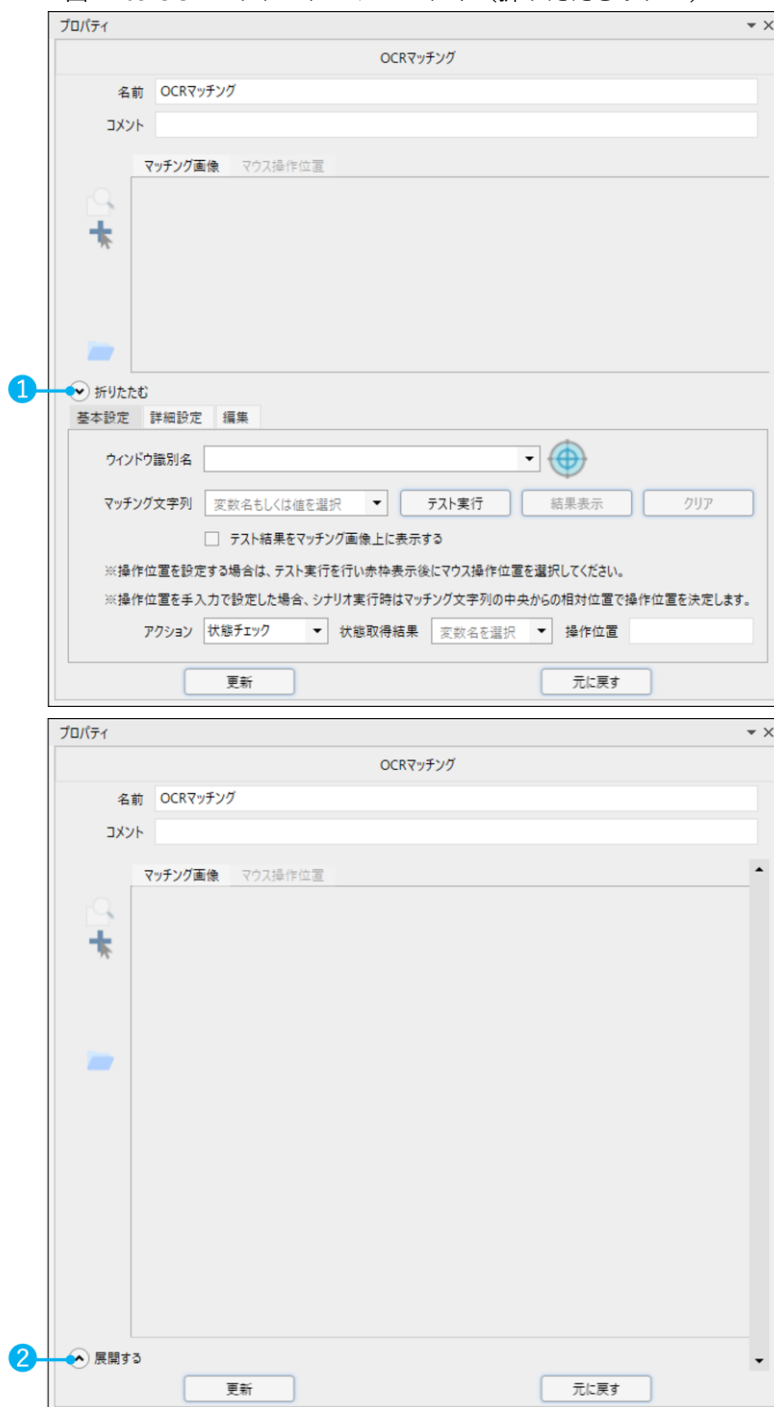 プロパティ
OCRマッチング
名前 OCRマッチング
コメント
マッチング画像 マウス操作位置
1
折りたたむ
基本設定 詳細設定 編集
ウィンドウ識別名
マッチング文字列 変数名もしくは値を選択 テスト実行 結果表示 クリア
テスト結果をマッチング画像上に表示する
※操作位置を設定する場合は、テスト実行を行い赤枠表示後にマウス操作位置を選択してください。
※操作位置を手入力で設定した場合、シナリオ実行時はマッチング文字列の中央からの相対位置で操作位置を決定します。
アクション 状態チェック 状態取得結果 変数名を選択 操作位置
更新 元に戻す
プロパティ
OCRマッチング
名前 OCRマッチング
コメント
マッチング画像 マウス操作位置
2
展開する
更新 元に戻す